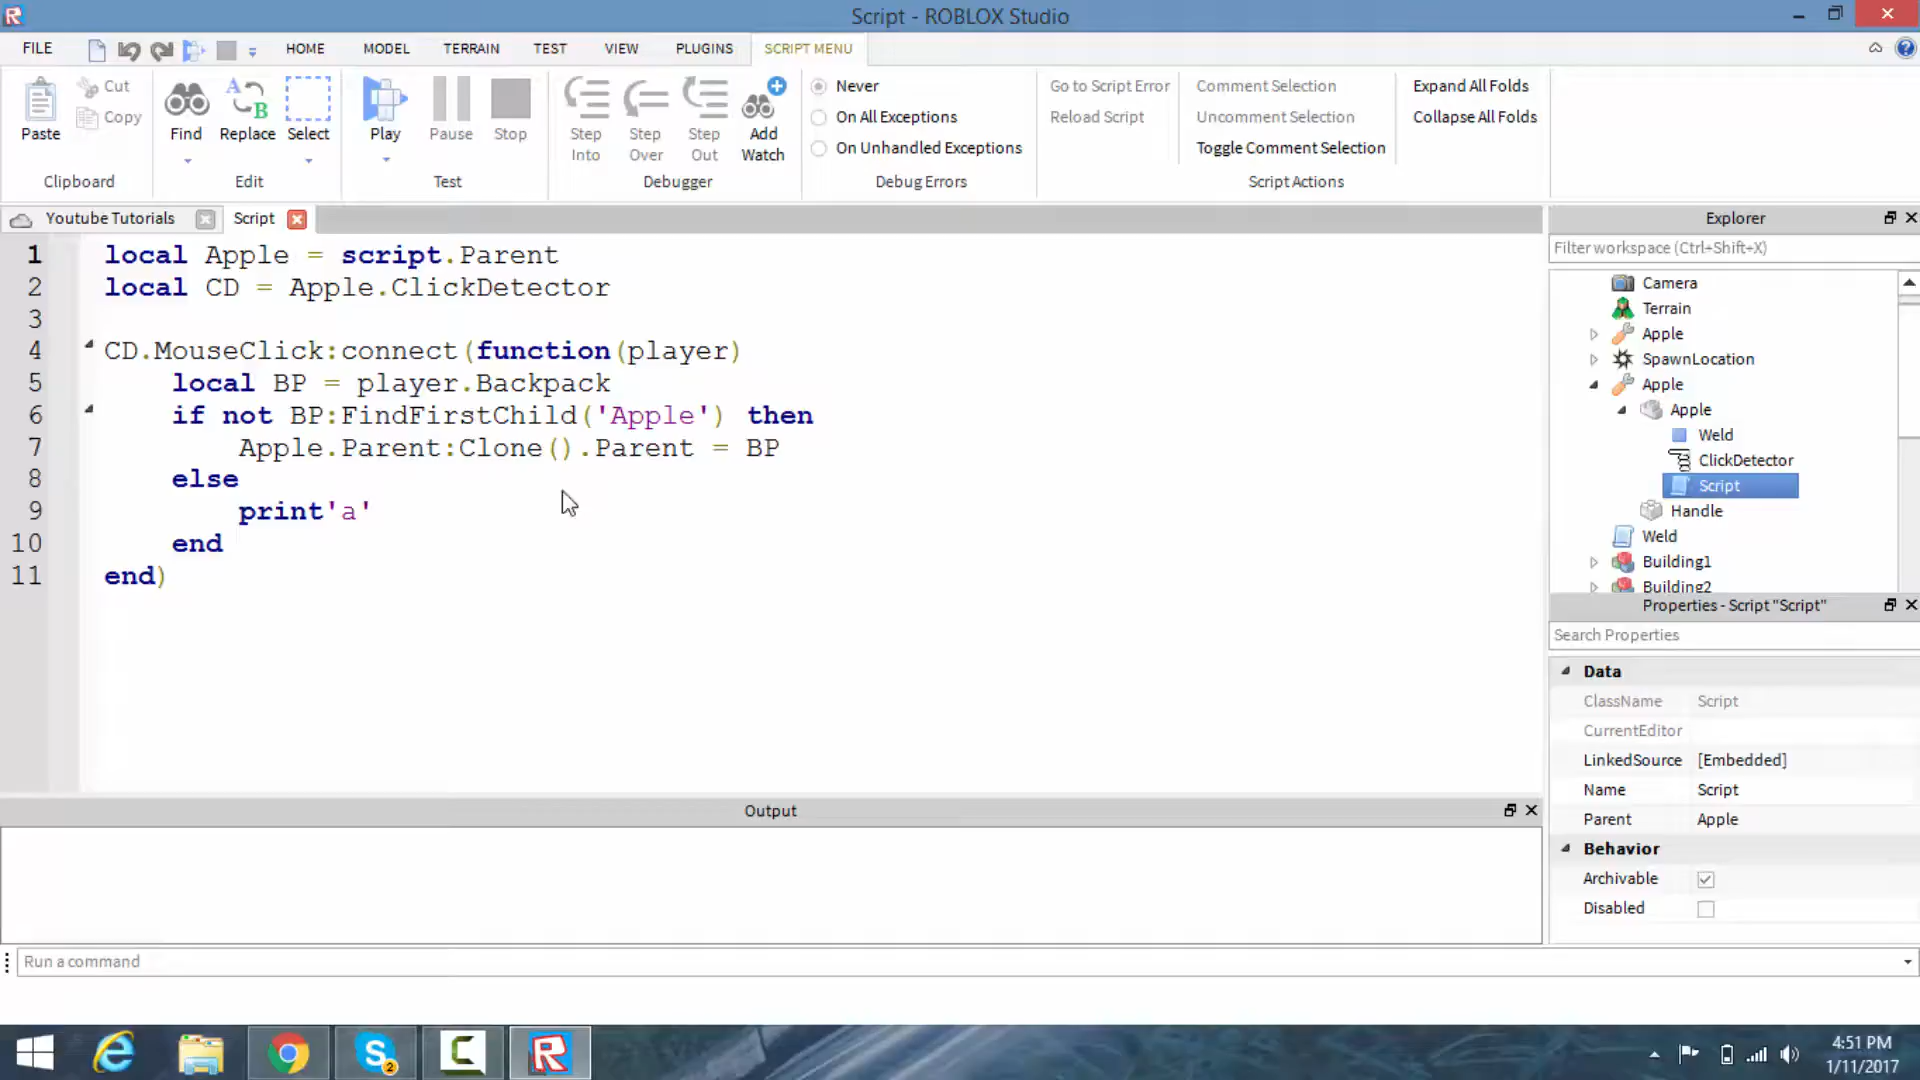 Script - ROBLOX Studio
FILE HOME MODEL TERRAIN TEST VIEW PLUGINS SCRIPT MENU
Paste
Cut
Copy
Clipboard
Find
Replace
Select
Edit
Play
Pause
Stop
Test
Step Into
Step Over
Step Out
Add Watch
Debugger
Never
On All Exceptions
On Unhandled Exceptions
Debug Errors
Go to Script Error
Reload Script
Comment Selection
Uncomment Selection
Toggle Comment Selection
Script Actions
Expand All Folds
Collapse All Folds
Youtube Tutorials
Script
1 local Apple = script.Parent
2 local CD = Apple.ClickDetector
3
4 CD.MouseClick:connect(function(player)
5 local BP = player.Backpack
6 if not BP:FindFirstChild('Apple') then
7 Apple.Parent:Clone().Parent = BP
8 else
9 print'a'
10 end
11 end)
Explorer
Filter workspace (Ctrl+Shift+X)
Camera
Terrain
Apple
SpawnLocation
Apple
Apple
Weld
ClickDetector
Script
Handle
Weld
Building1
Building2
Properties - Script "Script"
Search Properties
Data
ClassName Script
CurrentEditor
LinkedSource [Embedded]
Name Script
Parent Apple
Behavior
Archivable
Disabled
Output
Run a command
2
4:51 PM
1/11/2017